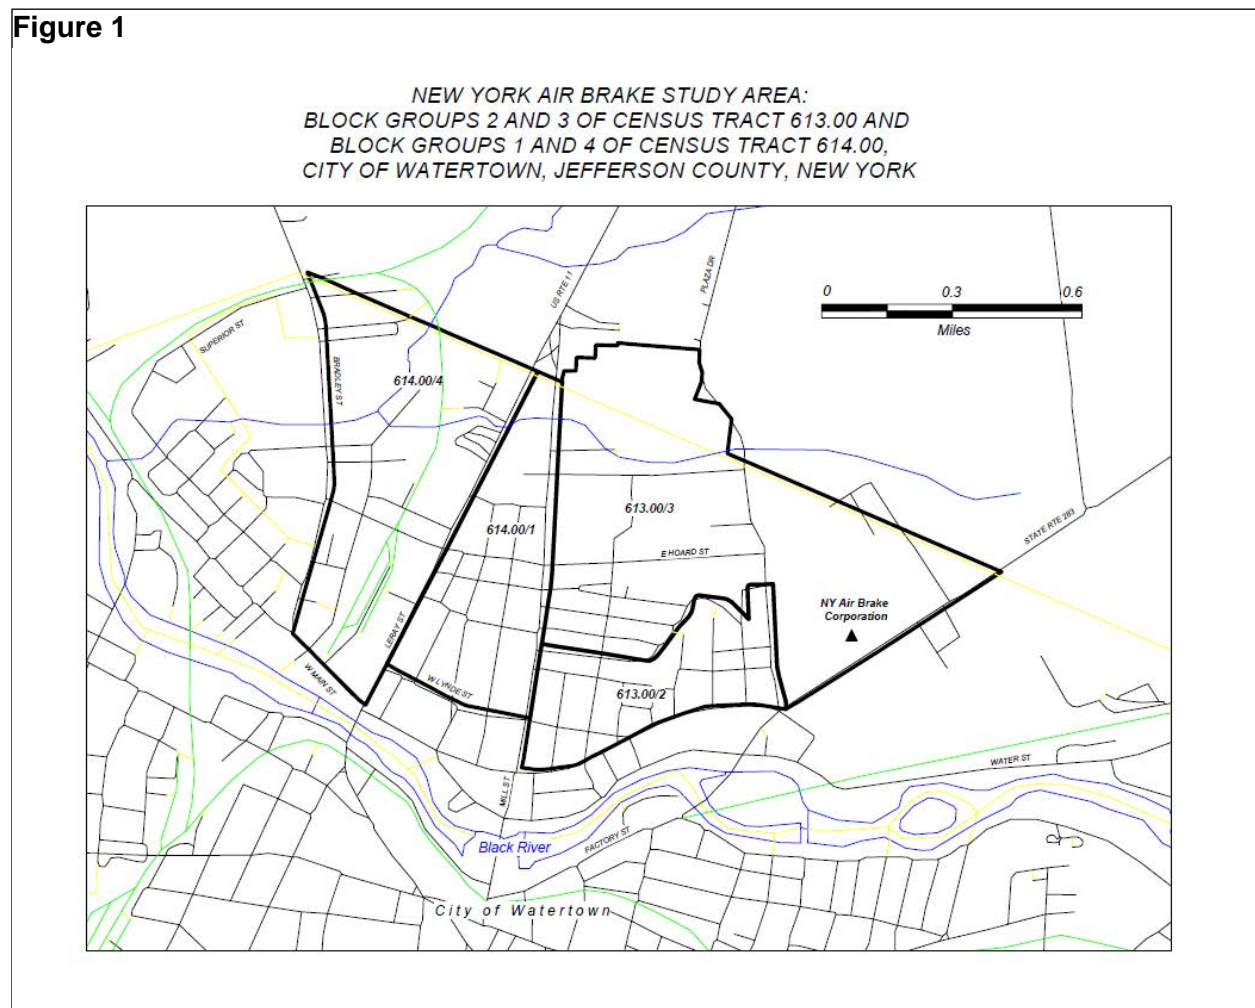 Figure 1
NEW YORK AIR BRAKE STUDY AREA:
BLOCK GROUPS 2 AND 3 OF CENSUS TRACT 613.00 AND
BLOCK GROUPS 1 AND 4 OF CENSUS TRACT 614.00,
CITY OF WATERTOWN, JEFFERSON COUNTY, NEW YORK
US RTE 11
PLAZA DR
0 0.3 0.6
Miles
SUPERIOR ST
BRADLEY ST
614.00/4
613.00/3
614.00/1
STATE RTE 283
E HOARD ST
NY Air Brake
Corporation
LERAY ST
W MAIN ST
W LYNDE ST
613.00/2
WATER ST
MILL ST
FACTORY ST
Black River
City of Watertown